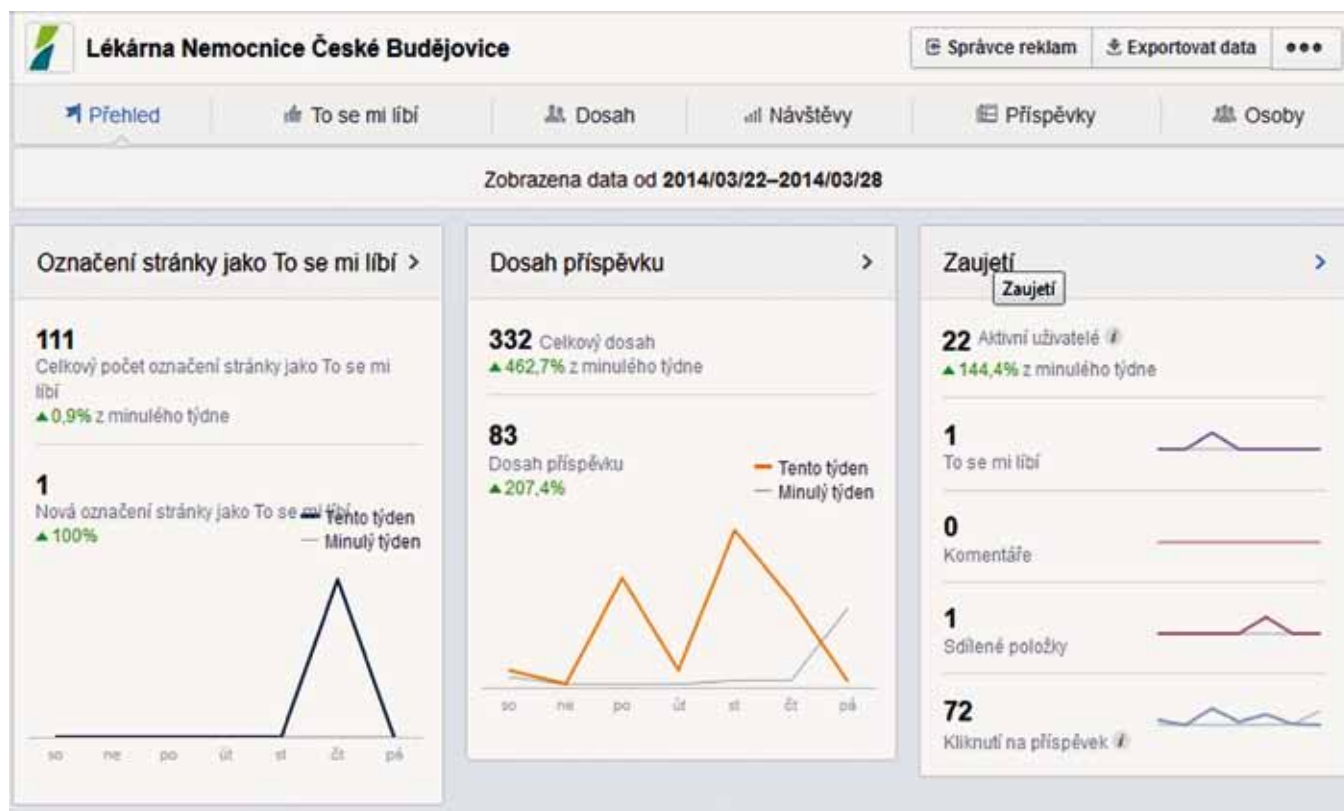 Lékárna Nemocnice České Budějovice
Správce reklam
Exportovat data
Přehled
To se mi líbí
Dosah
Návštěvy
Příspěvky
Osoby
Zobrazena data od 2014/03/22–2014/03/28
Označení stránky jako To se mi líbí
111
Celkový počet označení stránky jako To se mi
líbí
0,9% z minulého týdne
1
Nová označení stránky jako To se mi líbí
100%
Tento týden
Minulý týden
so ne po út st čt pá
Dosah příspěvku
332 Celkový dosah
462,7% z minulého týdne
83
Dosah příspěvku
207,4%
Tento týden
Minulý týden
so ne po út st čt pá
Zaujetí
Zaujetí
22 Aktivní uživatelé
144,4% z minulého týdne
1
To se mi líbí
0
Komentáře
1
Sdílené položky
72
Kliknutí na příspěvek